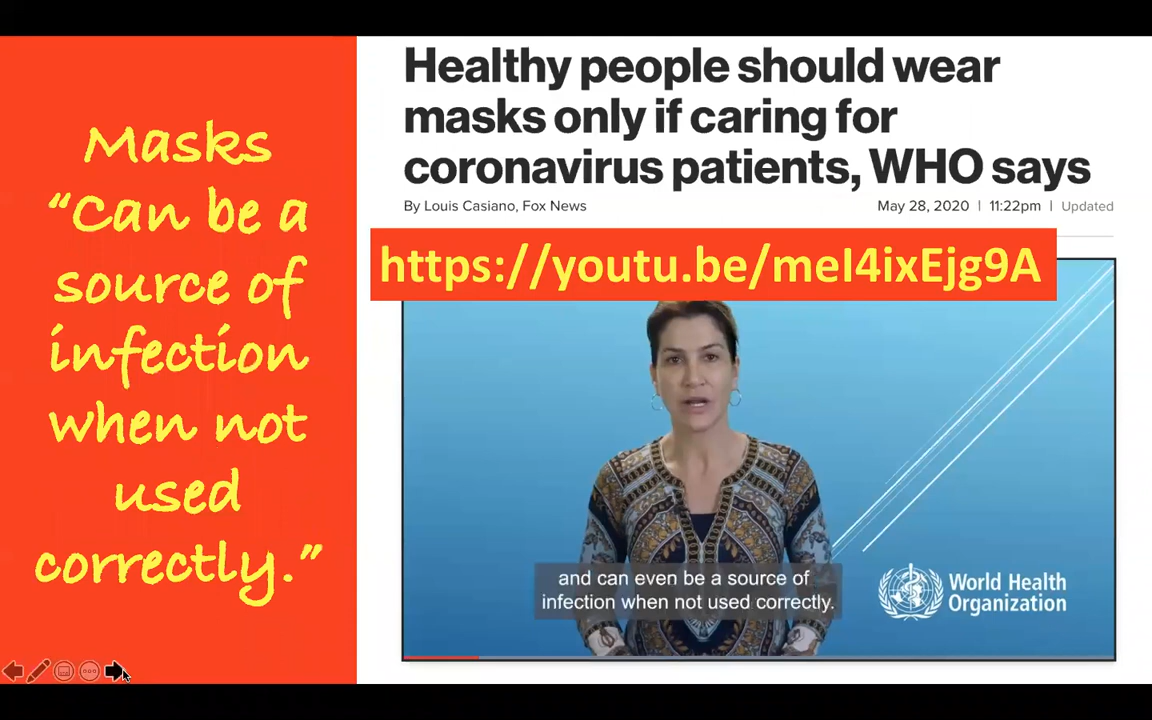 Masks
“Can be a
source of
infection
when not
used
correctly.”
Healthy people should wear
masks only if caring for
coronavirus patients, WHO says
By Louis Casiano, Fox News
May 28, 2020 | 11:22pm | Updated
https://youtu.be/meI4ixEjg9A
and can even be a source of
infection when not used correctly.
World Health
Organization